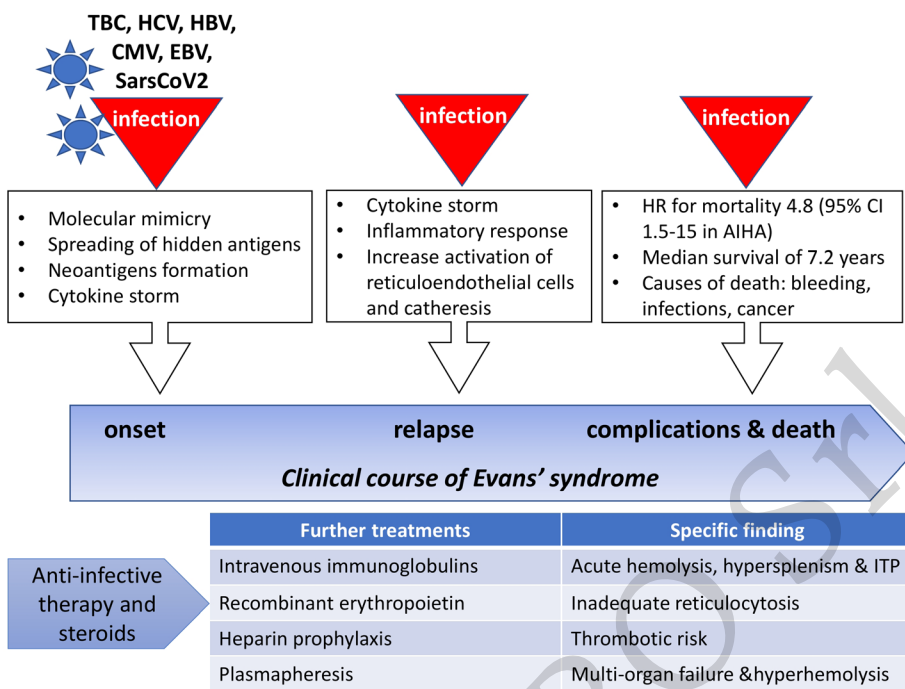 TBC, HCV, HBV,
CMV, EBV,
SarsCoV2
infection
infection
infection
• Molecular mimicry
• Spreading of hidden antigens
• Neoantigens formation
• Cytokine storm
• Cytokine storm
• Inflammatory response
• Increase activation of
reticuloendothelial cells
and catheresis
• HR for mortality 4.8 (95% CI
1.5-15 in AIHA)
• Median survival of 7.2 years
• Causes of death: bleeding,
infections, cancer
onset relapse complications & death
Clinical course of Evans’ syndrome
Anti-infective
therapy and
steroids
Further treatments Specific finding
Intravenous immunoglobulins Acute hemolysis, hypersplenism & ITP
Recombinant erythropoietin Inadequate reticulocytosis
Heparin prophylaxis Thrombotic risk
Plasmapheresis Multi-organ failure &hyperhemolysis
Srl